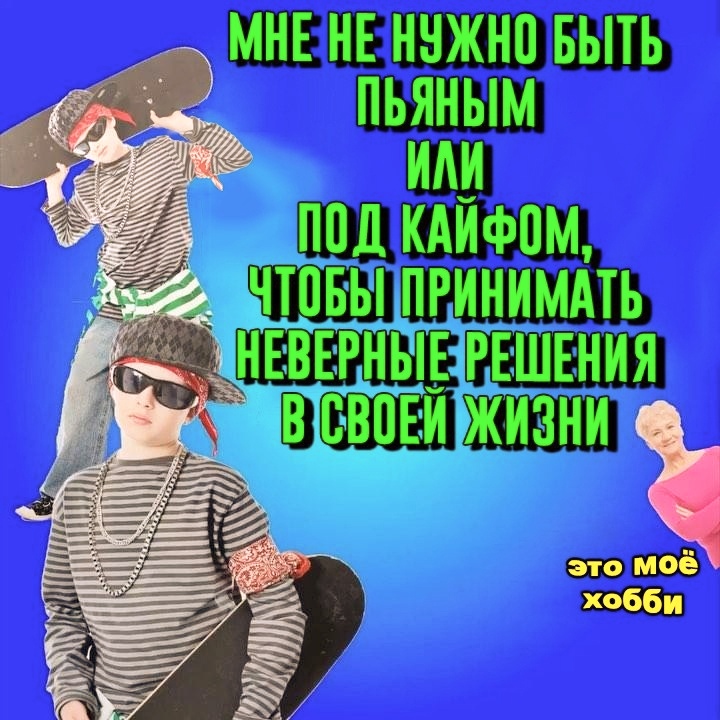 МНЕ НЕ НУЖНО БЫТЬ
ПЬЯНЫМ
ИЛИ
ПОД КАЙФОМ,
ЧТОБЫ ПРИНИМАТЬ
НЕВЕРНЫЕ РЕШЕНИЯ
В СВОЕЙ ЖИЗНИ
это моё
хобби